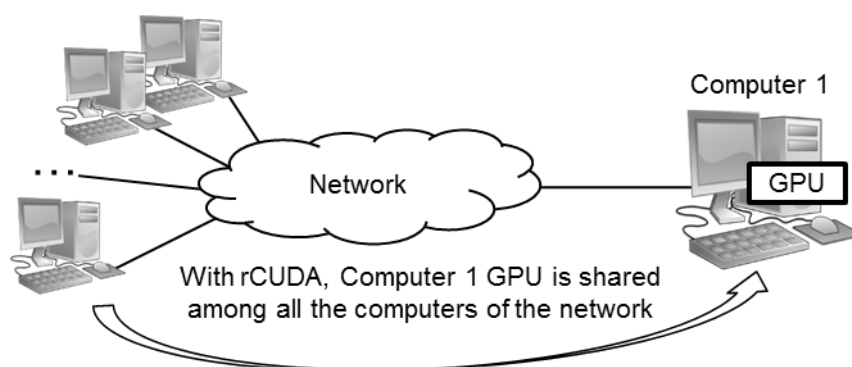 Computer 1
GPU
...
Network
With rCUDA, Computer 1 GPU is shared
among all the computers of the network